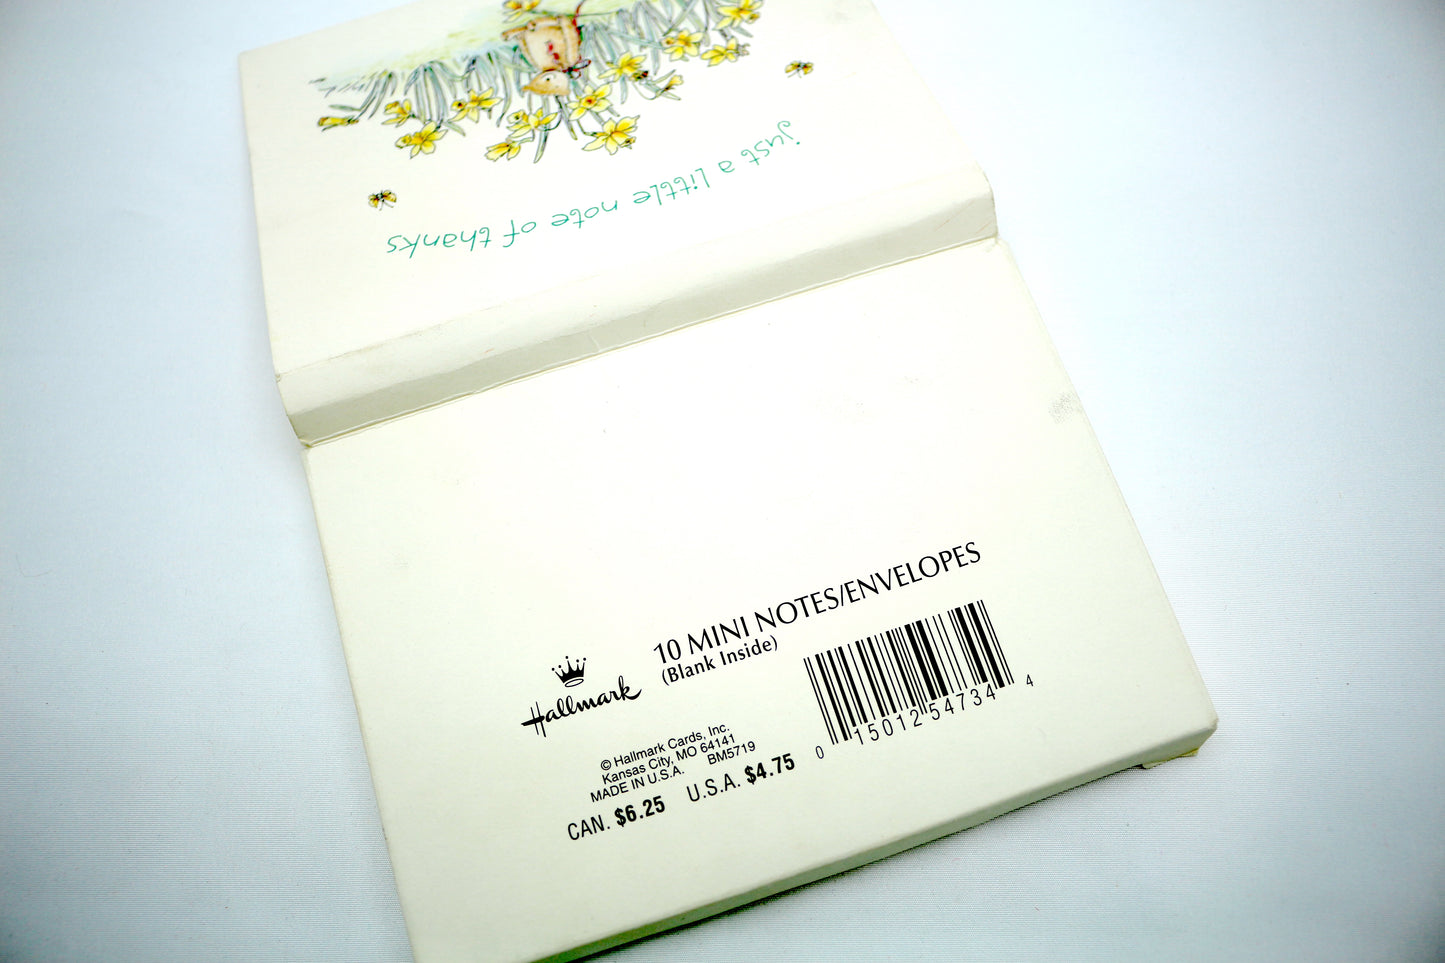 just a little note of thanks
10 MINI NOTES/ENVELOPES
(Blank Inside)
Hallmark
© Hallmark Cards, Inc.
Kansas City, MO 64141
MADE IN U.S.A. BM5719
CAN. $6.25 U.S.A. $4.75
0 15012 54734 4